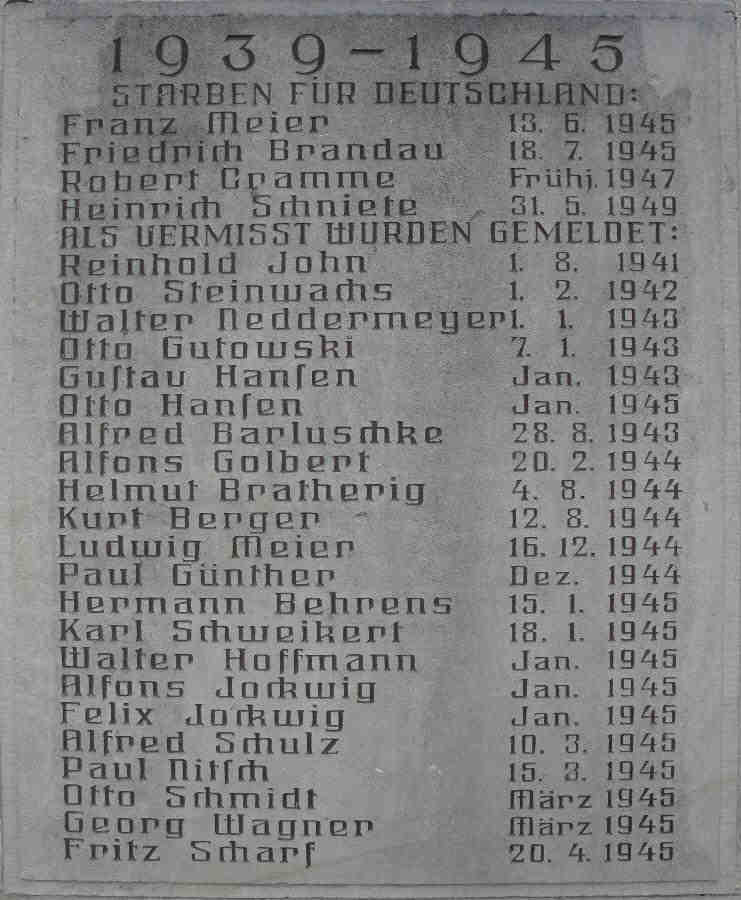 1939-1945
STARBEN FÜR DEUTSCHLAND:
Franz Meier 13. 6. 1945
Friedrich Brandau 18. 7. 1945
Robert Gramme Frühj. 1947
Heinrich Schniete 31. 5. 1949
ALS VERMISST WURDEN GEMELDET:
Reinhold John 1. 8. 1941
Otto Steinwachs 1. 2. 1942
Walter Neddermeyer 1. 1. 1943
Otto Gutowski 7. 1. 1943
Guſtav Hanſen Jan. 1943
Otto Hanſen Jan. 1945
Alfred Barluschke 28. 8. 1943
Alfons Golbert 20. 2. 1944
Helmut Bratherig 4. 8. 1944
Kurt Berger 12. 8. 1944
Ludwig Meier 16. 12. 1944
Paul Günther Dez. 1944
Hermann Behrens 15. 1. 1945
Karl Schweikert 18. 1. 1945
Walter Hoffmann Jan. 1945
Alfons Jockwig Jan. 1945
Felix Jockwig Jan. 1945
Alfred Schulz 10. 3. 1945
Paul Nitſch 15. 3. 1945
Otto Schmidt März 1945
Georg Wagner März 1945
Fritz Scharf 20. 4. 1945